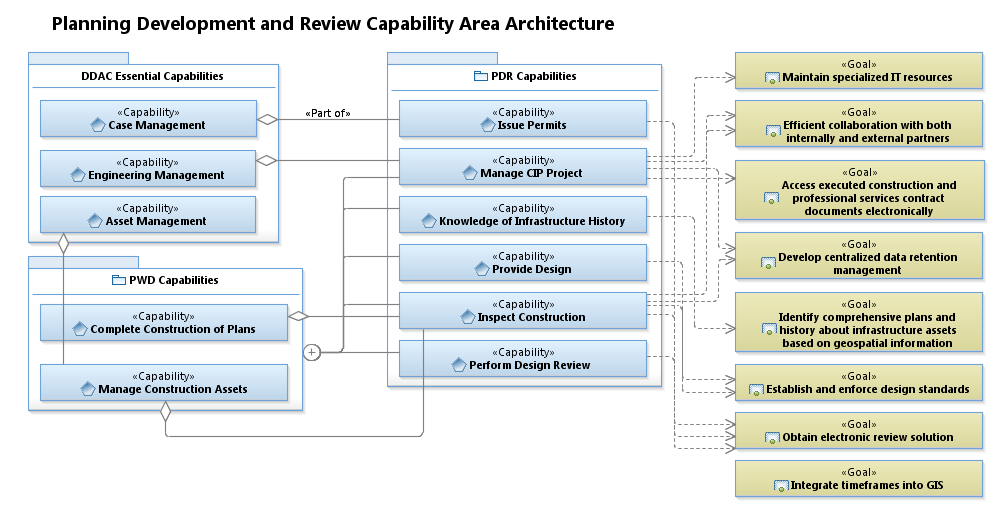 Planning Development and Review Capability Area Architecture
DDAC Essential Capabilities
«Capability»
Case Management
«Capability»
Engineering Management
«Capability»
Asset Management
PWD Capabilities
«Capability»
Complete Construction of Plans
«Capability»
Manage Construction Assets
«Part of»
PDR Capabilities
«Capability»
Issue Permits
«Capability»
Manage CIP Project
«Capability»
Knowledge of Infrastructure History
«Capability»
Provide Design
«Capability»
Inspect Construction
«Capability»
Perform Design Review
«Goal»
Maintain specialized IT resources
«Goal»
Efficient collaboration with both
internally and external partners
«Goal»
Access executed construction and
professional services contract
documents electronically
«Goal»
Develop centralized data retention
management
«Goal»
Identify comprehensive plans and
history about infrastructure assets
based on geospatial information
«Goal»
Establish and enforce design standards
«Goal»
Obtain electronic review solution
«Goal»
Integrate timeframes into GIS